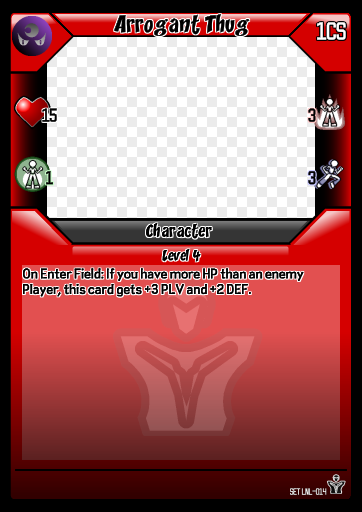 Arrogant Thug
1CS
15
3
1
3
Character
Level 4
On Enter Field: If you have more HP than an enemy
Player, this card gets +3 PLV and +2 DEF.
SET LNL-014